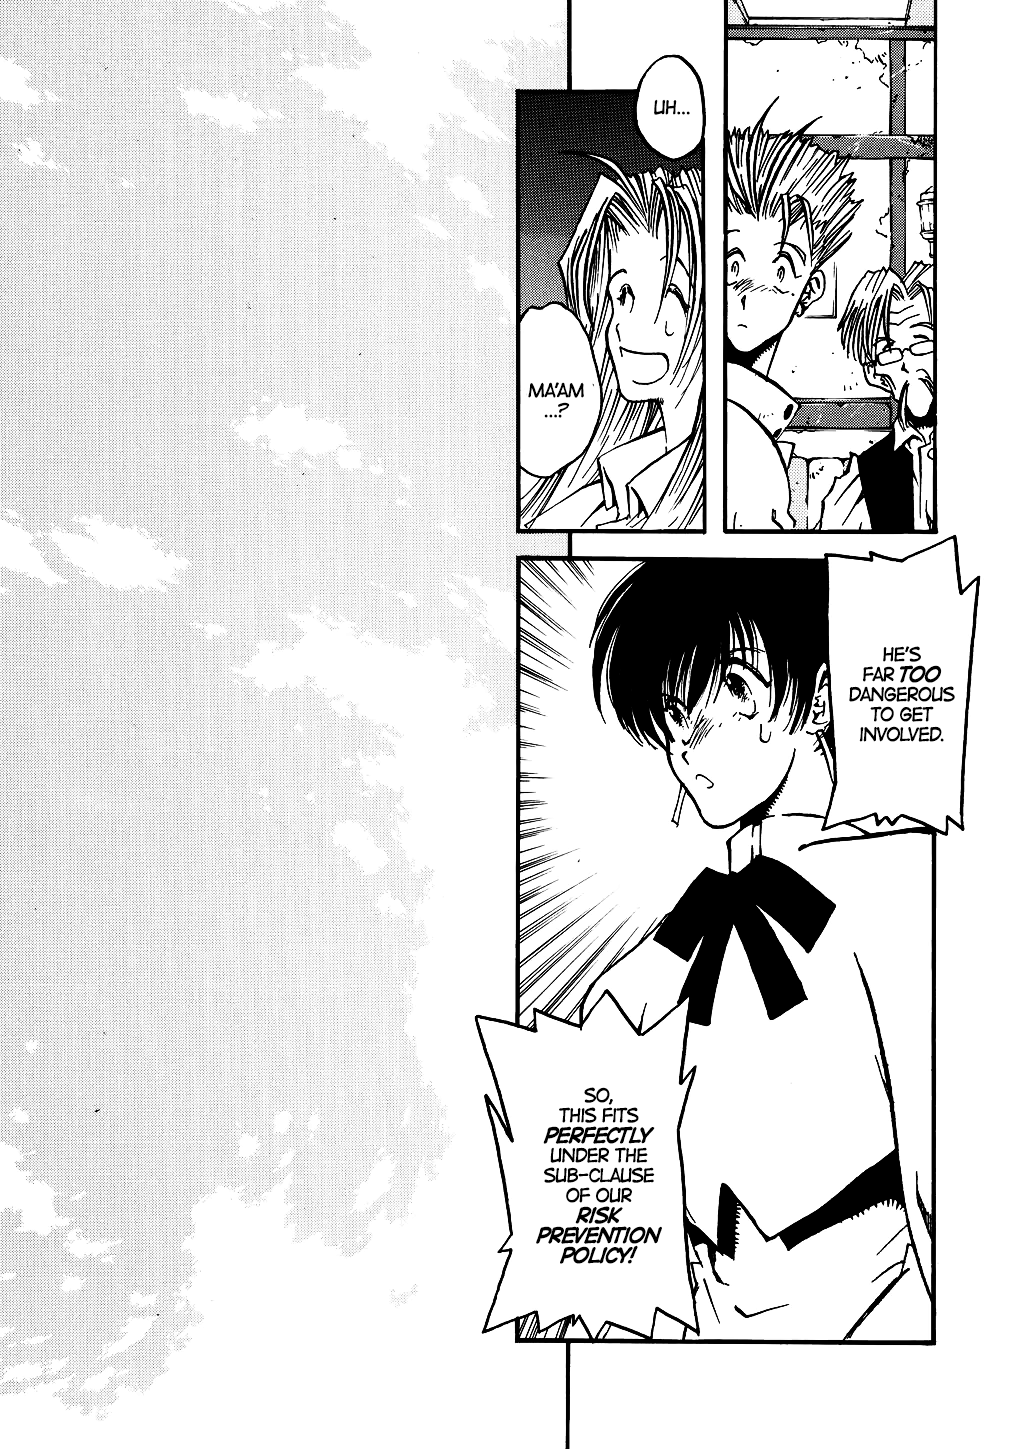 UH...
MA'AM
...?
HE'S
FAR TOO
DANGEROUS
TO GET
INVOLVED.
SO,
THIS FITS
PERFECTLY
UNDER THE
SUB-CLAUSE
OF OUR
RISK
PREVENTION
POLICY!